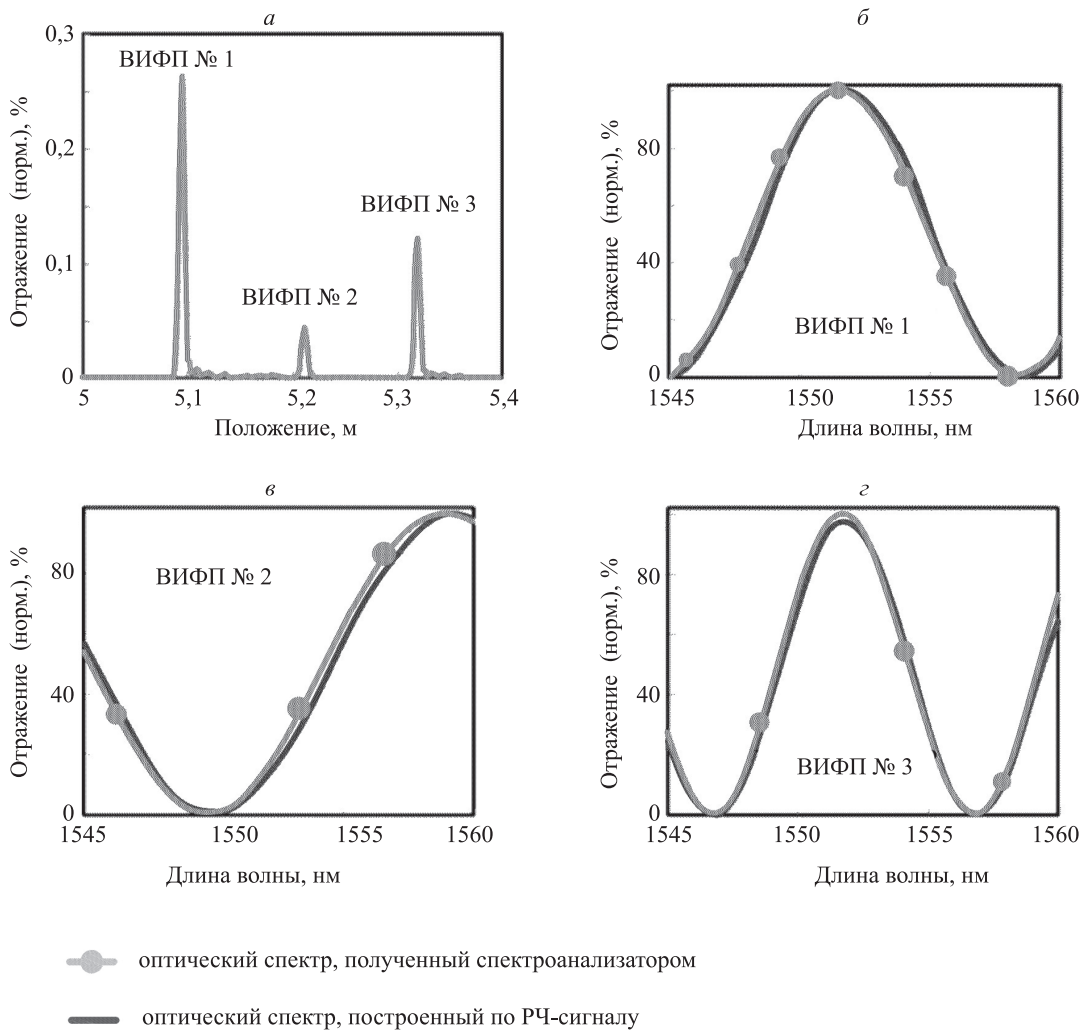 а
0,3
0,2
0,1
0
Отражение (норм.), %
ВИФП № 1
ВИФП № 2
ВИФП № 3
5
5,1
5,2
5,3
5,4
Положение, м
б
80
40
0
Отражение (норм.), %
ВИФП № 1
1545
1550
1555
1560
Длина волны, нм
в
80
40
0
Отражение (норм.), %
ВИФП № 2
1545
1550
1555
1560
Длина волны, нм
г
80
40
0
Отражение (норм.), %
ВИФП № 3
1545
1550
1555
1560
Длина волны, нм
оптический спектр, полученный спектроанализатором
оптический спектр, построенный по РЧ-сигналу